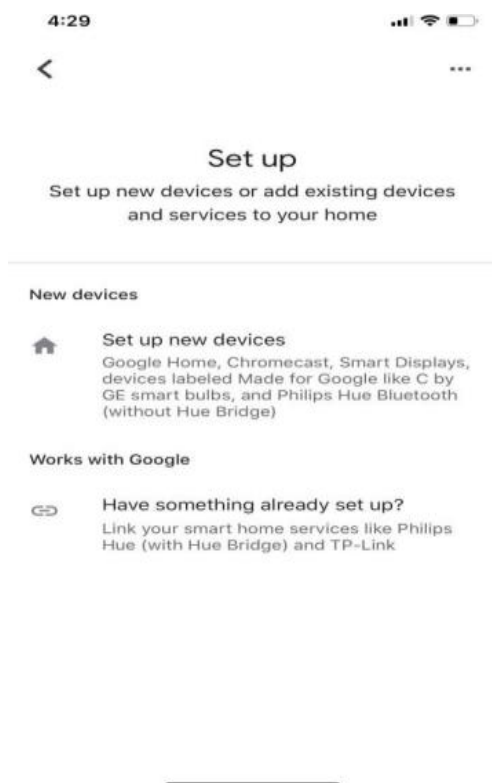 4:29
Set up
Set up new devices or add existing devices
and services to your home
New devices
Set up new devices
Google Home, Chromecast, Smart Displays,
devices labeled Made for Google like C by
GE smart bulbs, and Philips Hue Bluetooth
(without Hue Bridge)
Works with Google
Have something already set up?
Link your smart home services like Philips
Hue (with Hue Bridge) and TP-Link